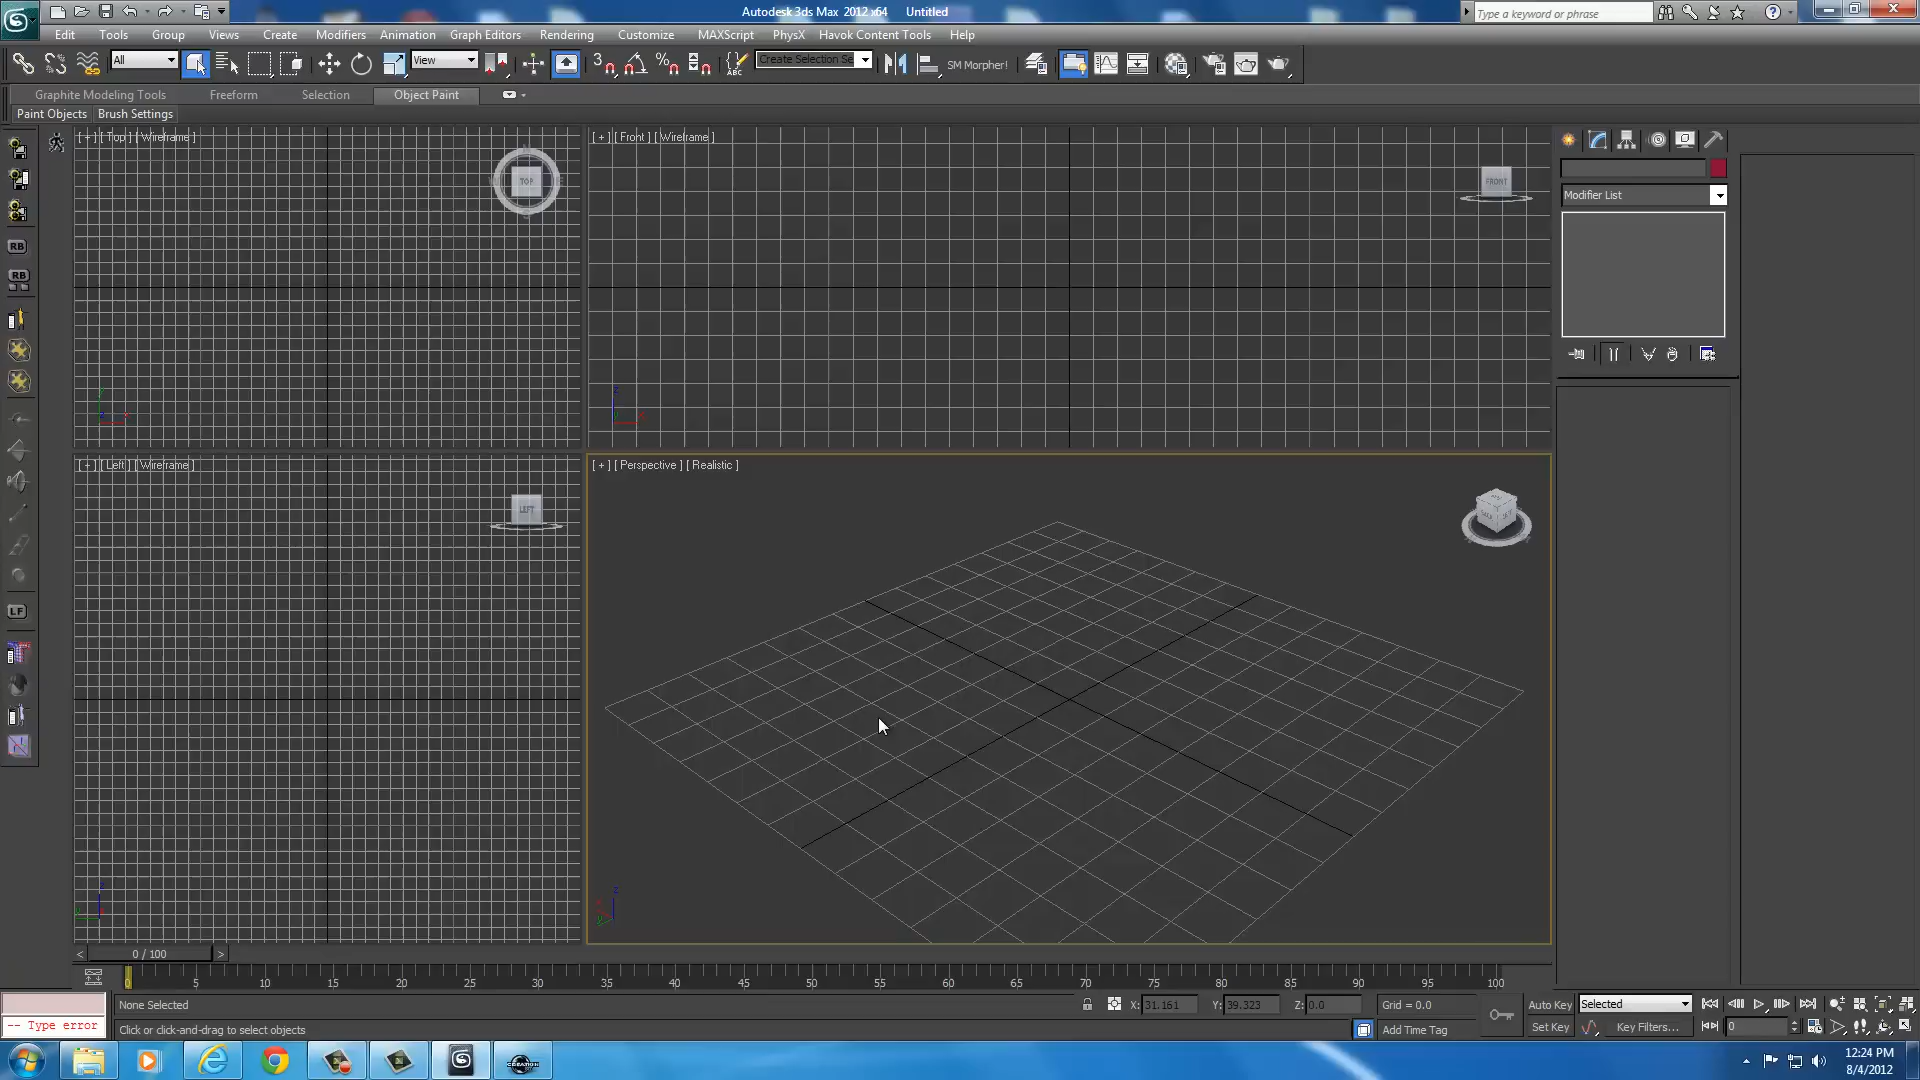 Autodesk 3ds Max 2012 x64 Untitled
Type a keyword or phrase
Edit Tools Group Views Create Modifiers Animation Graph Editors Rendering Customize MAXScript PhysX Havok Content Tools Help
All View ABC Create Selection Se SM Morpher!
Graphite Modeling Tools Freeform Selection Object Paint
Paint Objects Brush Settings
[ + ] [ Top ] [ Wireframe ]
TOP
[ + ] [ Front ] [ Wireframe ]
FRONT
Modifier List
RB
RB
[ + ] [ Left ] [ Wireframe ]
LEFT
[ + ] [ Perspective ] [ Realistic ]
LF
< 0 / 100 >
0 5 10 15 20 25 30 35 40 45 50 55 60 65 70 75 80 85 90 95 100
None Selected X: 31.161 Y: 39.323 Z: 0.0 Grid = 0.0 Auto Key Selected
-- Type error
Click or click-and-drag to select objects Add Time Tag Set Key Key Filters... 0
12:24 PM
8/4/2012